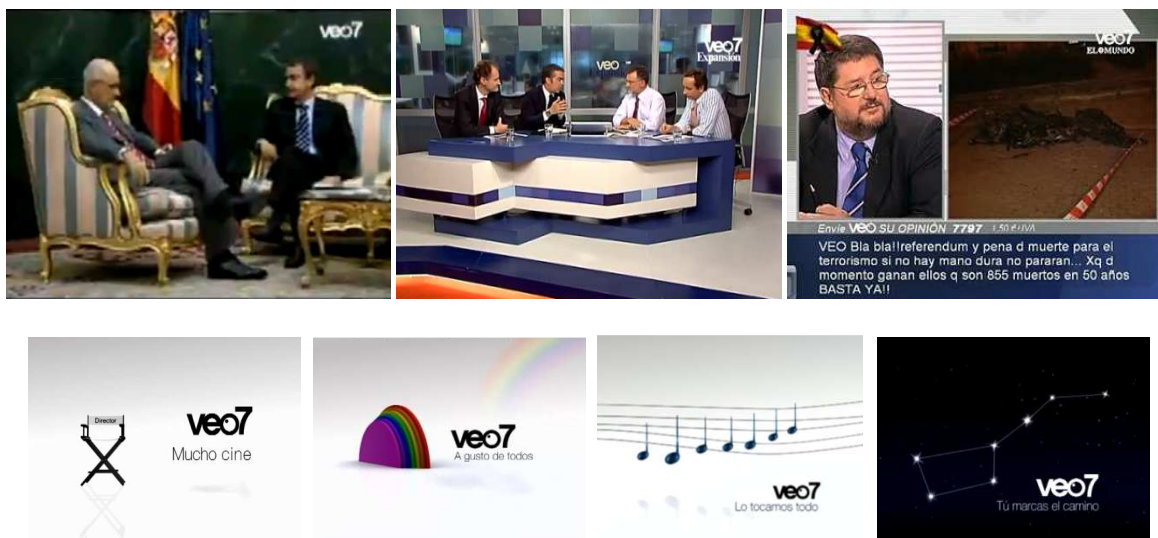 veo7
veo
veo7
Expansión
veo7
EL MUNDO
Envíe VEO SU OPINIÓN 7797 1,50 €+IVA
VEO Bla bla!!referendum y pena d muerte para el
terrorismo si no hay mano dura no pararan... Xq d
momento ganan ellos q son 855 muertos en 50 años
BASTA YA!!
Director
veo7
Mucho cine
veo7
A gusto de todos
veo7
Lo tocamos todo
veo7
Tú marcas el camino